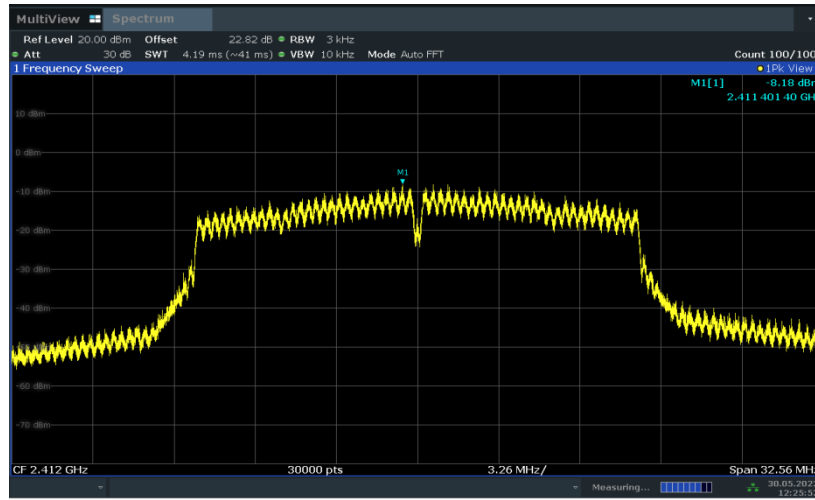 MultiView Spectrum
Ref Level 20.00 dBm Offset 22.82 dB RBW 3 kHz
Att 30 dB SWT 4.19 ms (~41 ms) VBW 10 kHz Mode Auto FFT Count 100/100
1 Frequency Sweep 1Pk View
M1[1] -8.18 dB
2.411 401 40 GH
10 dBm
0 dBm
M1
-10 dBm
-20 dBm
-30 dBm
-40 dBm
-60 dBm
-70 dBm
CF 2.412 GHz 30000 pts 3.26 MHz/ Span 32.56 MH
Measuring... 30.05.202
12:25:5